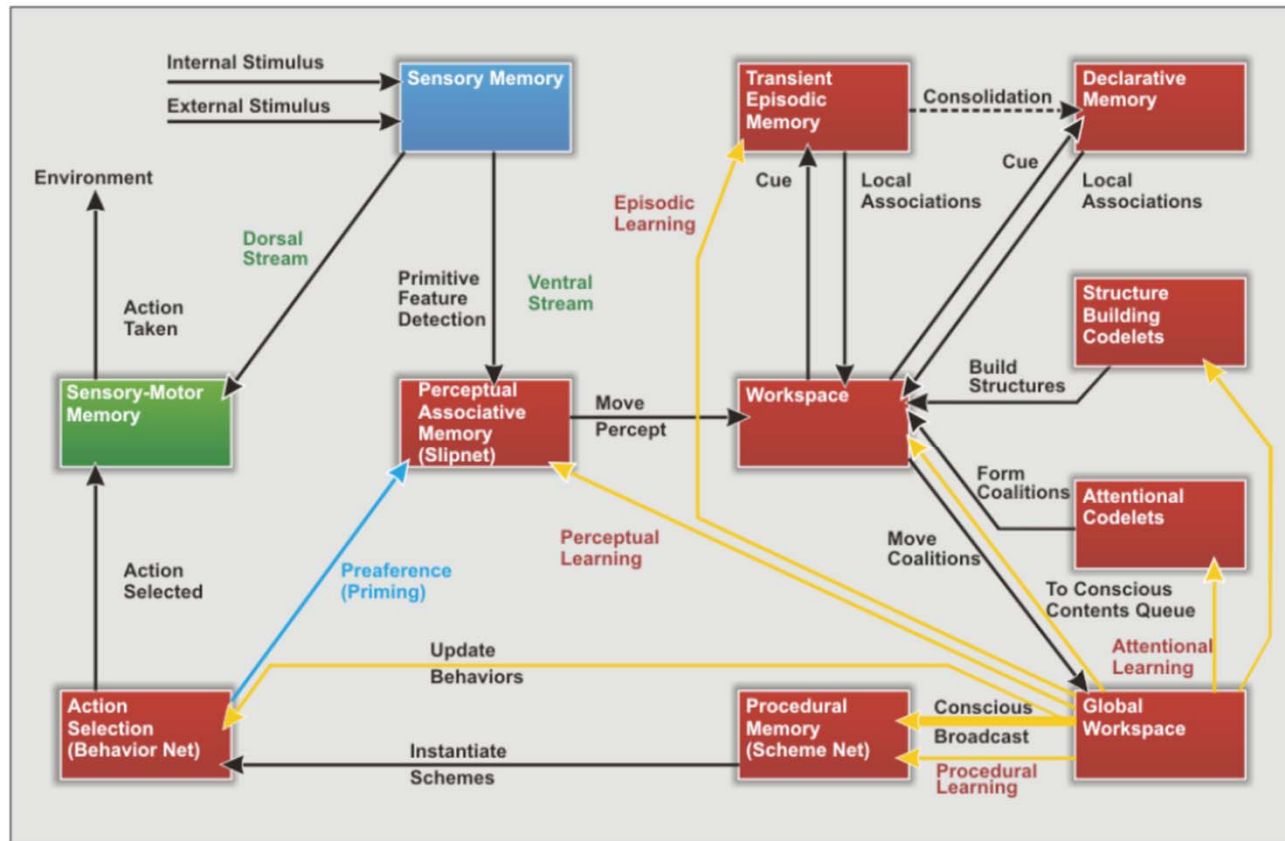 Internal Stimulus
External Stimulus
Sensory Memory
Transient
Episodic
Memory
Consolidation
Declarative
Memory
Environment
Cue
Local
Associations
Cue
Local
Associations
Episodic
Learning
Dorsal
Stream
Primitive
Feature
Detection
Ventral
Stream
Action
Taken
Structure
Building
Codelets
Build
Structures
Sensory-Motor
Memory
Perceptual
Associative
Memory
(Slipnet)
Move
Percept
Workspace
Form
Coalitions
Attentional
Codelets
Move
Coalitions
Perceptual
Learning
Action
Selected
Preaference
(Priming)
To Conscious
Contents Queue
Attentional
Learning
Update
Behaviors
Action
Selection
(Behavior Net)
Instantiate
Schemes
Procedural
Memory
(Scheme Net)
Conscious
Broadcast
Procedural
Learning
Global
Workspace